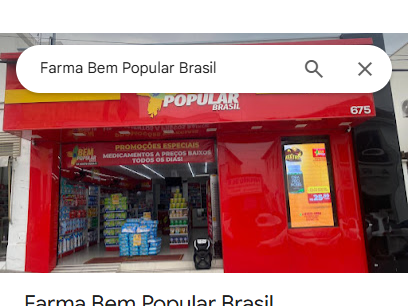 Farma Bem Popular Brasil
POPULAR
BRASIL
675
BEM
POPULAR
PROMOÇÕES ESPECIAIS
MEDICAMENTOS A PREÇOS BAIXOS
TODOS OS DIAS!
Farma Bem Popular Brasil